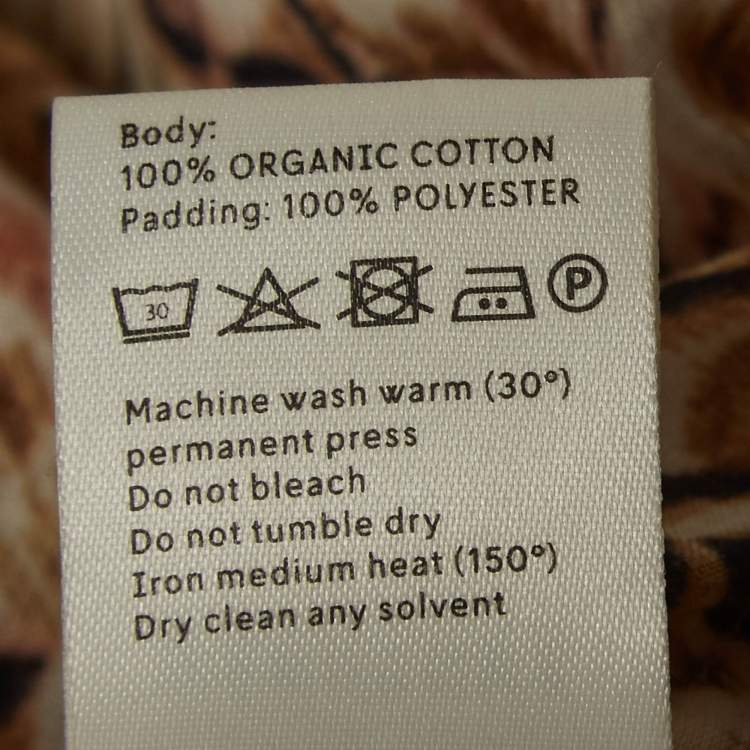 Body:
100% ORGANIC COTTON
Padding: 100% POLYESTER
30 P
Machine wash warm (30°)
permanent press
Do not bleach
Do not tumble dry
Iron medium heat (150°)
Dry clean any solvent